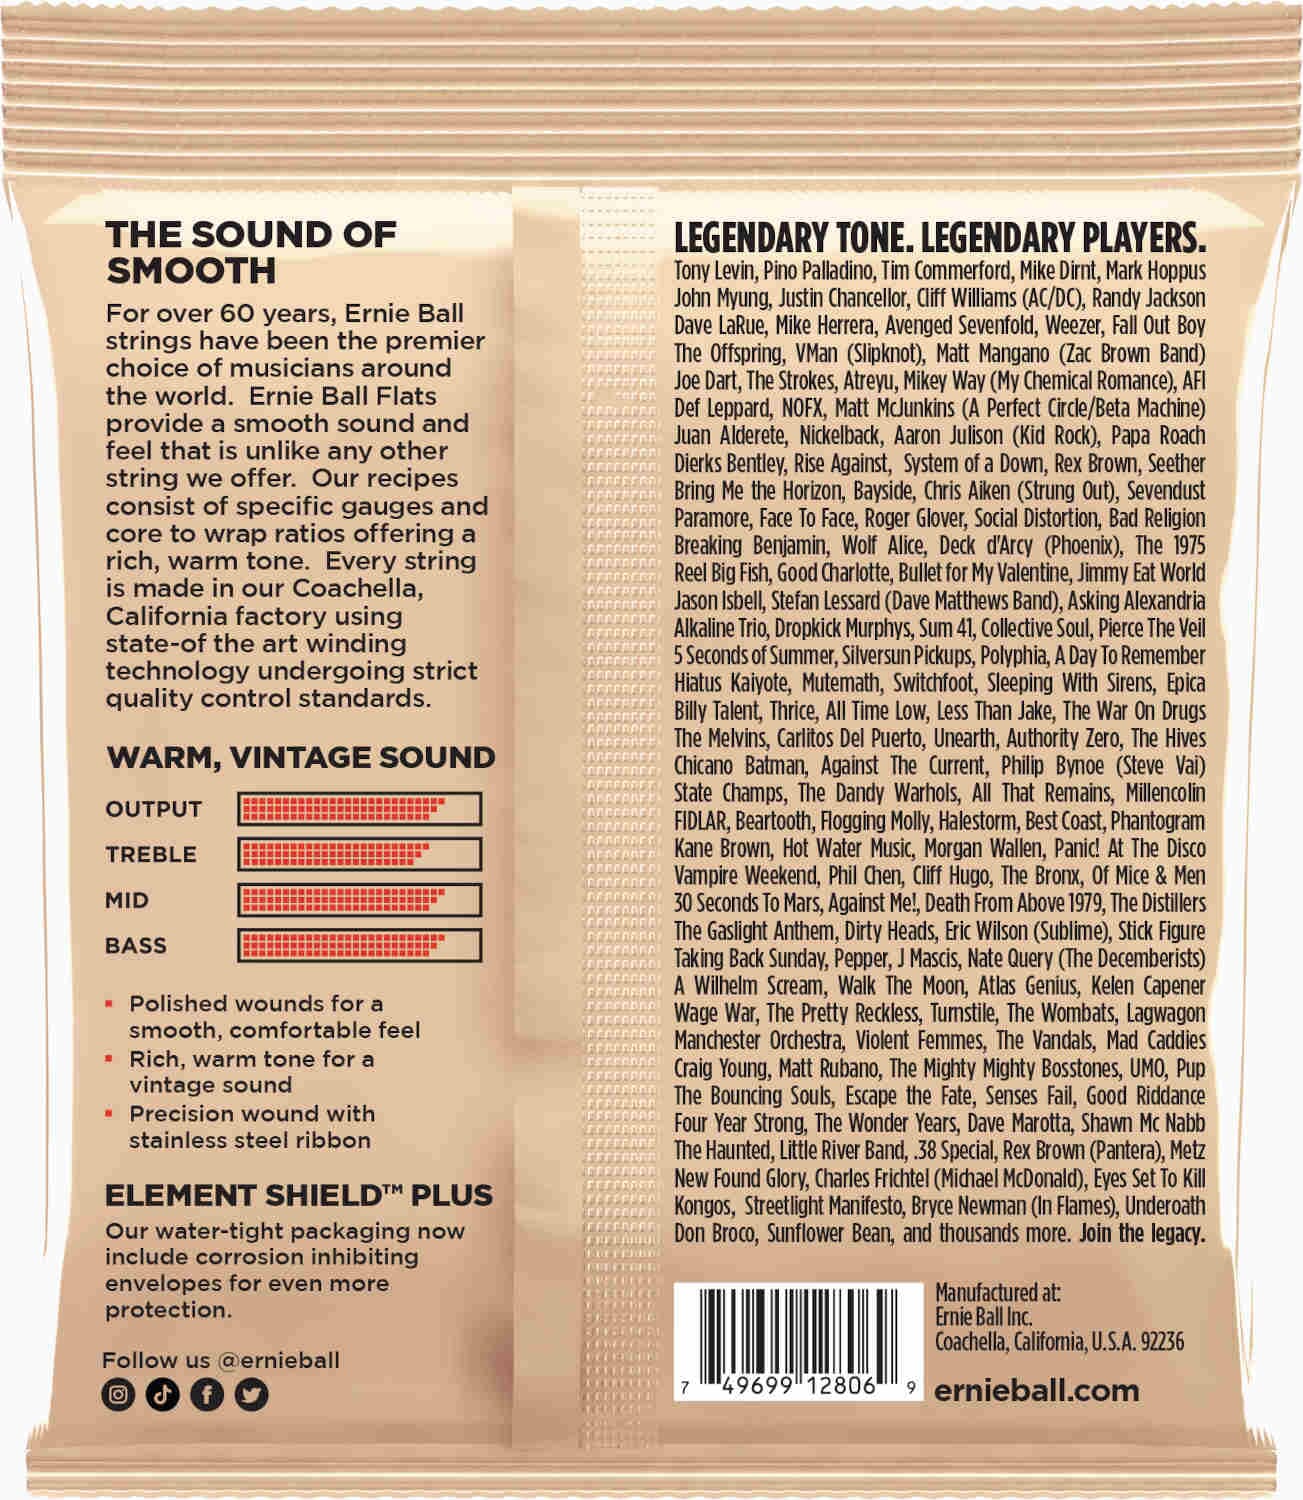 THE SOUND OF
SMOOTH
For over 60 years, Ernie Ball
strings have been the premier
choice of musicians around
the world. Ernie Ball Flats
provide a smooth sound and
feel that is unlike any other
string we offer. Our recipes
consist of specific gauges and
core to wrap ratios offering a
rich, warm tone. Every string
is made in our Coachella,
California factory using
state-of the art winding
technology undergoing strict
quality control standards.
WARM, VINTAGE SOUND
OUTPUT
TREBLE
MID
BASS
Polished wounds for a
smooth, comfortable feel
Rich, warm tone for a
vintage sound
Precision wound with
stainless steel ribbon
ELEMENT SHIELD™ PLUS
Our water-tight packaging now
include corrosion inhibiting
envelopes for even more
protection.
Follow us @ernieball
LEGENDARY TONE. LEGENDARY PLAYERS.
Tony Levin, Pino Palladino, Tim Commerford, Mike Dirnt, Mark Hoppus
John Myung, Justin Chancellor, Cliff Williams (AC/DC), Randy Jackson
Dave LaRue, Mike Herrera, Avenged Sevenfold, Weezer, Fall Out Boy
The Offspring, VMan (Slipknot), Matt Mangano (Zac Brown Band)
Joe Dart, The Strokes, Atreyu, Mikey Way (My Chemical Romance), AFI
Def Leppard, NOFX, Matt McJunkins (A Perfect Circle/Beta Machine)
Juan Alderete, Nickelback, Aaron Julison (Kid Rock), Papa Roach
Dierks Bentley, Rise Against, System of a Down, Rex Brown, Seether
Bring Me the Horizon, Bayside, Chris Aiken (Strung Out), Sevendust
Paramore, Face To Face, Roger Glover, Social Distortion, Bad Religion
Breaking Benjamin, Wolf Alice, Deck d'Arcy (Phoenix), The 1975
Reel Big Fish, Good Charlotte, Bullet for My Valentine, Jimmy Eat World
Jason Isbell, Stefan Lessard (Dave Matthews Band), Asking Alexandria
Alkaline Trio, Dropkick Murphys, Sum 41, Collective Soul, Pierce The Veil
5 Seconds of Summer, Silversun Pickups, Polyphia, A Day To Remember
Hiatus Kaiyote, Mutemath, Switchfoot, Sleeping With Sirens, Epica
Billy Talent, Thrice, All Time Low, Less Than Jake, The War On Drugs
The Melvins, Carlitos Del Puerto, Unearth, Authority Zero, The Hives
Chicano Batman, Against The Current, Philip Bynoe (Steve Vai)
State Champs, The Dandy Warhols, All That Remains, Millencolin
FIDLAR, Beartooth, Flogging Molly, Halestorm, Best Coast, Phantogram
Kane Brown, Hot Water Music, Morgan Wallen, Panic! At The Disco
Vampire Weekend, Phil Chen, Cliff Hugo, The Bronx, Of Mice & Men
30 Seconds To Mars, Against Me!, Death From Above 1979, The Distillers
The Gaslight Anthem, Dirty Heads, Eric Wilson (Sublime), Stick Figure
Taking Back Sunday, Pepper, J Mascis, Nate Query (The Decemberists)
A Wilhelm Scream, Walk The Moon, Atlas Genius, Kelen Capener
Wage War, The Pretty Reckless, Turnstile, The Wombats, Lagwagon
Manchester Orchestra, Violent Femmes, The Vandals, Mad Caddies
Craig Young, Matt Rubano, The Mighty Mighty Bosstones, UMO, Pup
The Bouncing Souls, Escape the Fate, Senses Fail, Good Riddance
Four Year Strong, The Wonder Years, Dave Marotta, Shawn Mc Nabb
The Haunted, Little River Band, .38 Special, Rex Brown (Pantera), Metz
New Found Glory, Charles Frichtel (Michael McDonald), Eyes Set To Kill
Kongos, Streetlight Manifesto, Bryce Newman (In Flames), Underoath
Don Broco, Sunflower Bean, and thousands more. Join the legacy.
7 49699 12806 9
Manufactured at:
Ernie Ball Inc.
Coachella, California, U.S.A. 92236
ernieball.com